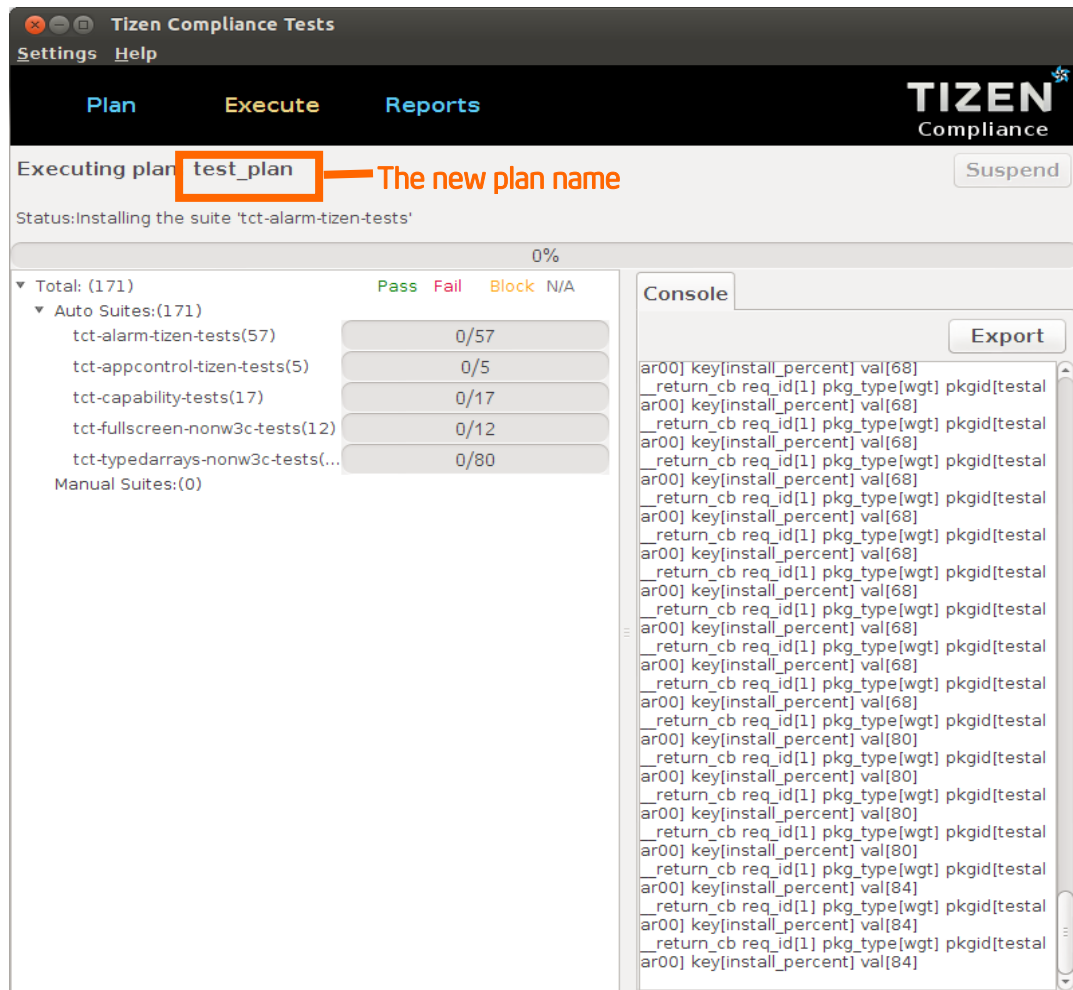 Tizen Compliance Tests
Settings Help
Plan Execute Reports
TIZEN
Compliance
Executing plan test_plan
The new plan name
Suspend
Status:Installing the suite 'tct-alarm-tizen-tests'
0%
Total: (171) Pass Fail Block N/A
Auto Suites:(171)
tct-alarm-tizen-tests(57) 0/57
tct-appcontrol-tizen-tests(5) 0/5
tct-capability-tests(17) 0/17
tct-fullscreen-nonw3c-tests(12) 0/12
tct-typedarrays-nonw3c-tests(... 0/80
Manual Suites:(0)
Console
Export
ar00] key[install_percent] val[68]
__return_cb req_id[1] pkg_type[wgt] pkgid[testal
ar00] key[install_percent] val[68]
__return_cb req_id[1] pkg_type[wgt] pkgid[testal
ar00] key[install_percent] val[68]
__return_cb req_id[1] pkg_type[wgt] pkgid[testal
ar00] key[install_percent] val[68]
__return_cb req_id[1] pkg_type[wgt] pkgid[testal
ar00] key[install_percent] val[68]
__return_cb req_id[1] pkg_type[wgt] pkgid[testal
ar00] key[install_percent] val[68]
__return_cb req_id[1] pkg_type[wgt] pkgid[testal
ar00] key[install_percent] val[68]
__return_cb req_id[1] pkg_type[wgt] pkgid[testal
ar00] key[install_percent] val[68]
__return_cb req_id[1] pkg_type[wgt] pkgid[testal
ar00] key[install_percent] val[68]
__return_cb req_id[1] pkg_type[wgt] pkgid[testal
ar00] key[install_percent] val[68]
__return_cb req_id[1] pkg_type[wgt] pkgid[testal
ar00] key[install_percent] val[80]
__return_cb req_id[1] pkg_type[wgt] pkgid[testal
ar00] key[install_percent] val[80]
__return_cb req_id[1] pkg_type[wgt] pkgid[testal
ar00] key[install_percent] val[80]
__return_cb req_id[1] pkg_type[wgt] pkgid[testal
ar00] key[install_percent] val[80]
__return_cb req_id[1] pkg_type[wgt] pkgid[testal
ar00] key[install_percent] val[84]
__return_cb req_id[1] pkg_type[wgt] pkgid[testal
ar00] key[install_percent] val[84]
__return_cb req_id[1] pkg_type[wgt] pkgid[testal
ar00] key[install_percent] val[84]